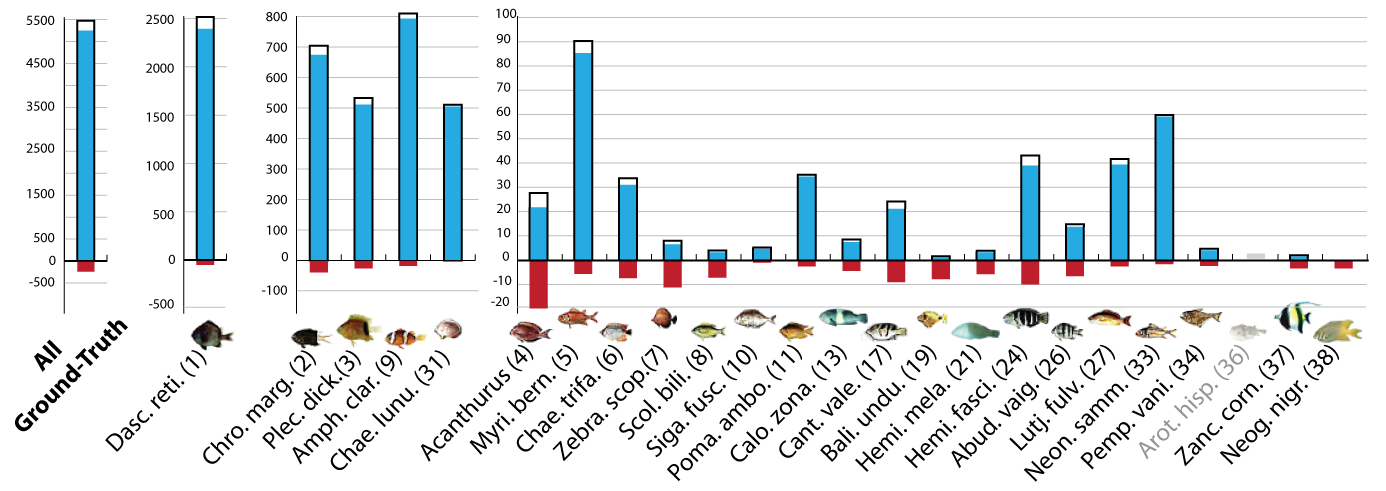 5500
4500
3500
5500
1500
500
0
-500
2500
2000
1500
1000
500
0
-500
800
700
600
500
400
300
200
100
0
-100
100
90
80
70
60
50
40
30
20
10
0
-10
-20
All
Ground-Truth
Dasc. reti. (1)
Chro. marg. (2)
Plec. dick.(3)
Amph. clar. (9)
Chae. lunu. (31)
Acanthurus (4)
Myri. bern. (5)
Chae. trifa. (6)
Zebra. scop.(7)
Scol. bili. (8)
Siga. fusc. (10)
Poma. ambo. (11)
Calo. zona. (13)
Cant. vale. (17)
Bali. undu. (19)
Hemi. mela. (21)
Hemi. fasci. (24)
Abud. vaig. (26)
Lutj. fulv. (27)
Neon. samm. (33)
Pemp. vani. (34)
Arot. hisp. (36)
Zanc. corn. (37)
Neog. nigr. (38)